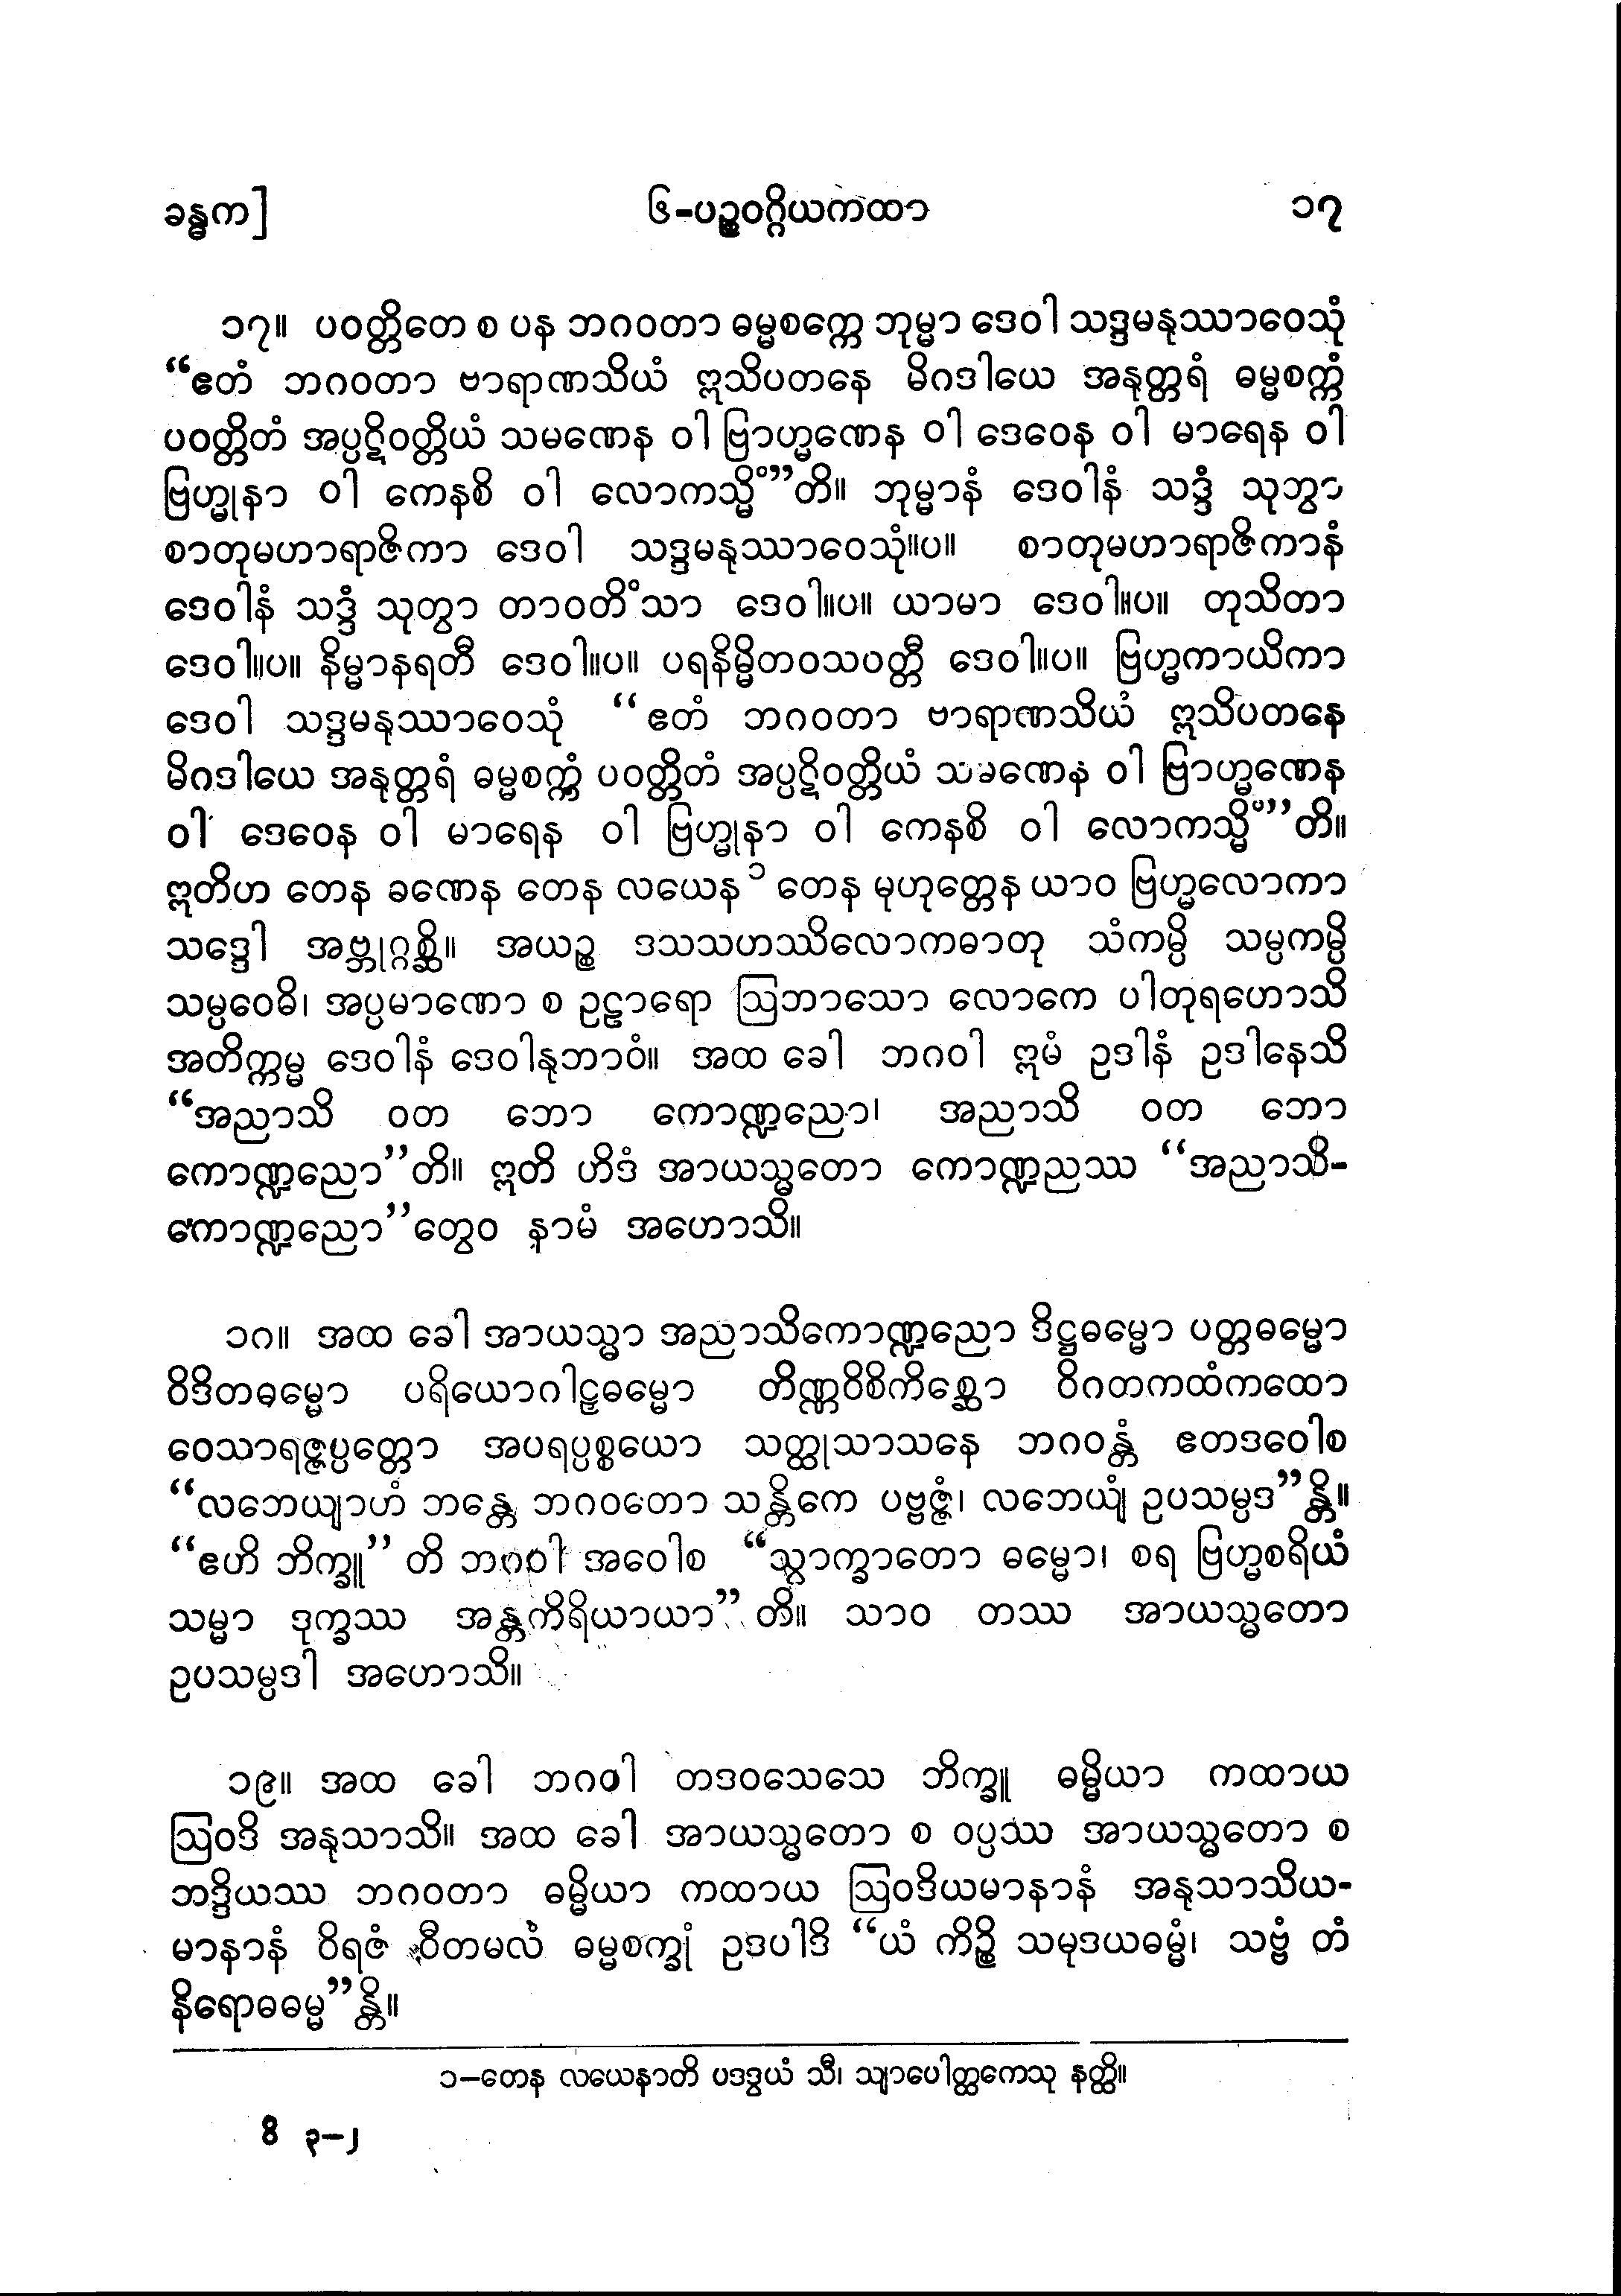 ခန္ဓက]
၆-ပဉ္စဝဂ္ဂိယကထာ
၁၇
၁၇။ ပဝတ္တိတေ စ ပန ဘဂဝတာ ဓမ္မစက္ကေ ဘုမ္မာ ဒေဝါ သဒ္ဒမနုဿာဝေသုံ
“ဧတံ ဘဂဝတာ ဗာရာဏသိယံ ဣသိပတနေ မိဂဒါယေ အနုတ္တရံ ဓမ္မစက္ကံ
ပဝတ္တိတံ အပ္ပဋိဝတ္တိယံ သမဏေန ဝါ ဗြာဟ္မဏေန ဝါ ဒေဝေန ဝါ မာရေန ဝါ
ဗြဟ္မုနာ ဝါ ကေနစိ ဝါ လောကသ္မိံ”တိ။ ဘုမ္မာနံ ဒေဝါနံ သဒ္ဒံ သုတွာ
စာတုမဟာရာဇိကာ ဒေဝါ သဒ္ဒမနုဿာဝေသုံ။ပ။ စာတုမဟာရာဇိကာနံ
ဒေဝါနံ သဒ္ဒံ သုတွာ တာဝတိံသာ ဒေဝါ။ပ။ ယာမာ ဒေဝါ။ပ။ တုသိတာ
ဒေဝါ။ပ။ နိမ္မာနရတီ ဒေဝါ။ပ။ ပရနိမ္မိတဝသဝတ္တီ ဒေဝါ။ပ။ ဗြဟ္မကာယိကာ
ဒေဝါ သဒ္ဒမနုဿာဝေသုံ “ဧတံ ဘဂဝတာ ဗာရာဏသိယံ ဣသိပတနေ
မိဂဒါယေ အနုတ္တရံ ဓမ္မစက္ကံ ပဝတ္တိတံ အပ္ပဋိဝတ္တိယံ သမဏေန ဝါ ဗြာဟ္မဏေန
ဝါ ဒေဝေန ဝါ မာရေန ဝါ ဗြဟ္မုနာ ဝါ ကေနစိ ဝါ လောကသ္မိံ”တိ။
ဣတိဟ တေန ခဏေန တေန လယေန ၁ တေန မုဟုတ္တေန ယာဝ ဗြဟ္မလောကာ
သဒ္ဒေါ အဗ္ဘုဂ္ဂစ္ဆိ။ အယဉ္စ ဒသသဟဿိလောကဓာတု သံကမ္ပိ သမ္ပကမ္ပိ
သမ္ပဝေဓိ၊ အပ္ပမာဏော စ ဥဠာရော ဩဘာသော လောကေ ပါတုရဟောသိ
အတိက္ကမ္မ ဒေဝါနံ ဒေဝါနုဘာဝံ။ အထ ခေါ ဘဂဝါ ဣမံ ဥဒါနံ ဥဒါနေသိ
“အညာသိ ဝတ ဘော ကောဏ္ဍညော၊ အညာသိ ဝတ ဘော
ကောဏ္ဍညော”တိ။ ဣတိ ဟိဒံ အာယသ္မတော ကောဏ္ဍညဿ “အညာသိ-
ကောဏ္ဍညော”တွေဝ နာမံ အဟောသိ။
၁၈။ အထ ခေါ အာယသ္မာ အညာသိကောဏ္ဍညော ဒိဋ္ဌဓမ္မော ပတ္တဓမ္မော
ဝိဒိတဓမ္မော ပရိယောဂါဠှဓမ္မော တိဏ္ဏဝိစိကိစ္ဆော ဝိဂတကထံကထော
ဝေသာရဇ္ဇပ္ပတ္တော အပရပ္ပစ္စယော သတ္ထုသာသနေ ဘဂဝန္တံ ဧတဒဝေါစ
“လဘေယျာဟံ ဘန္တေ ဘဂဝတော သန္တိကေ ပဗ္ဗဇ္ဇံ၊ လဘေယျံ ဥပသမ္ပဒ”န္တိ။
“ဧဟိ ဘိက္ခူ” တိ ဘဂဝါ အဝေါစ “သွာက္ခာတော ဓမ္မော၊ စရ ဗြဟ္မစရိယံ
သမ္မာ ဒုက္ခဿ အန္တကိရိယာယာ” တိ။ သာဝ တဿ အာယသ္မတော
ဥပသမ္ပဒါ အဟောသိ။
၁၉။ အထ ခေါ ဘဂဝါ တဒဝသေသေ ဘိက္ခူ ဓမ္မိယာ ကထာယ
ဩဝဒိ အနုသာသိ။ အထ ခေါ အာယသ္မတော စ ဝပ္ပဿ အာယသ္မတော စ
ဘဒ္ဒိယဿ ဘဂဝတာ ဓမ္မိယာ ကထာယ ဩဝဒိယမာနာနံ အနုသာသိယ-
မာနာနံ ဝိရဇံ ဝီတမလံ ဓမ္မစက္ခုံ ဥဒပါဒိ “ယံ ကိဉ္စိ သမုဒယဓမ္မံ၊ သဗ္ဗံ တံ
နိရောဓဓမ္မ”န္တိ။
၁-တေန လယေနာတိ ပဒဒွယံ သီ၊ သျာပေါတ္ထကေသု နတ္ထိ။
ဝိ ၃-၂